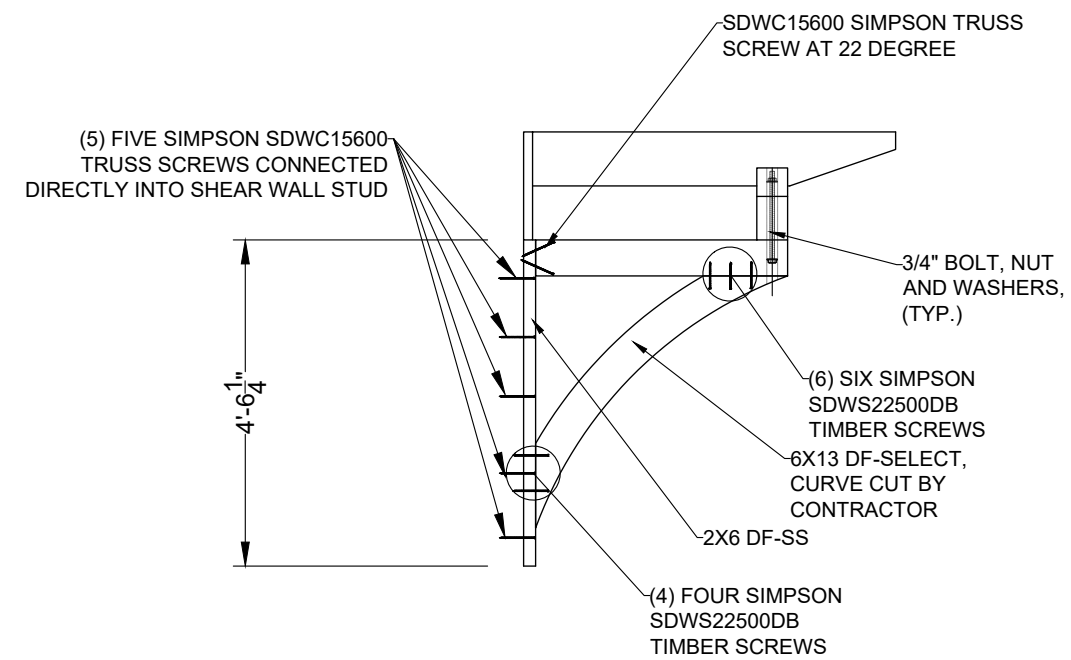 SDWC15600 SIMPSON TRUSS
SCREW AT 22 DEGREE
(5) FIVE SIMPSON SDWC15600
TRUSS SCREWS CONNECTED
DIRECTLY INTO SHEAR WALL STUD
3/4" BOLT, NUT
AND WASHERS,
(TYP.)
4'-6 1/4"
(6) SIX SIMPSON
SDWS22500DB
TIMBER SCREWS
6X13 DF-SELECT,
CURVE CUT BY
CONTRACTOR
2X6 DF-SS
(4) FOUR SIMPSON
SDWS22500DB
TIMBER SCREWS